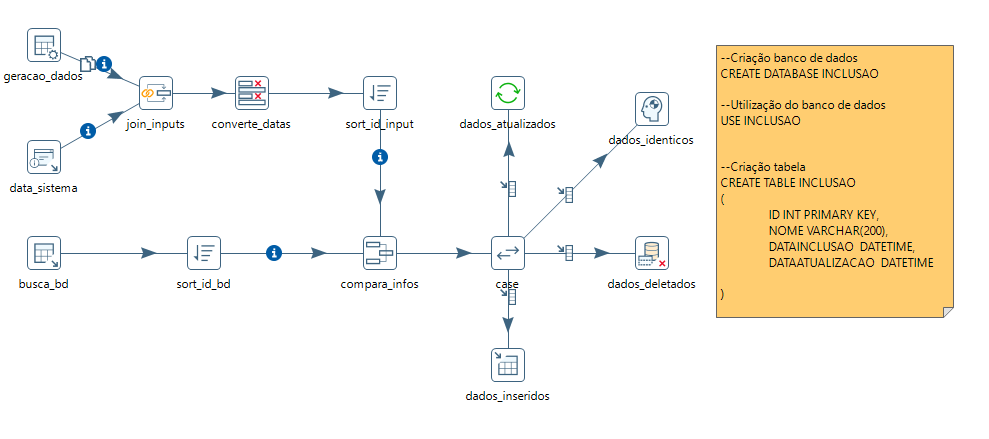 geracao_dados
data_sistema
join_inputs
converte_datas
sort_id_input
dados_atualizados
dados_identicos
busca_bd
sort_id_bd
compara_infos
case
dados_deletados
dados_inseridos
--Criação banco de dados
CREATE DATABASE INCLUSAO
--Utilização do banco de dados
USE INCLUSAO
--Criação tabela
CREATE TABLE INCLUSAO
(
ID INT PRIMARY KEY,
NOME VARCHAR(200),
DATAINCLUSAO DATETIME,
DATAATUALIZACAO DATETIME
)